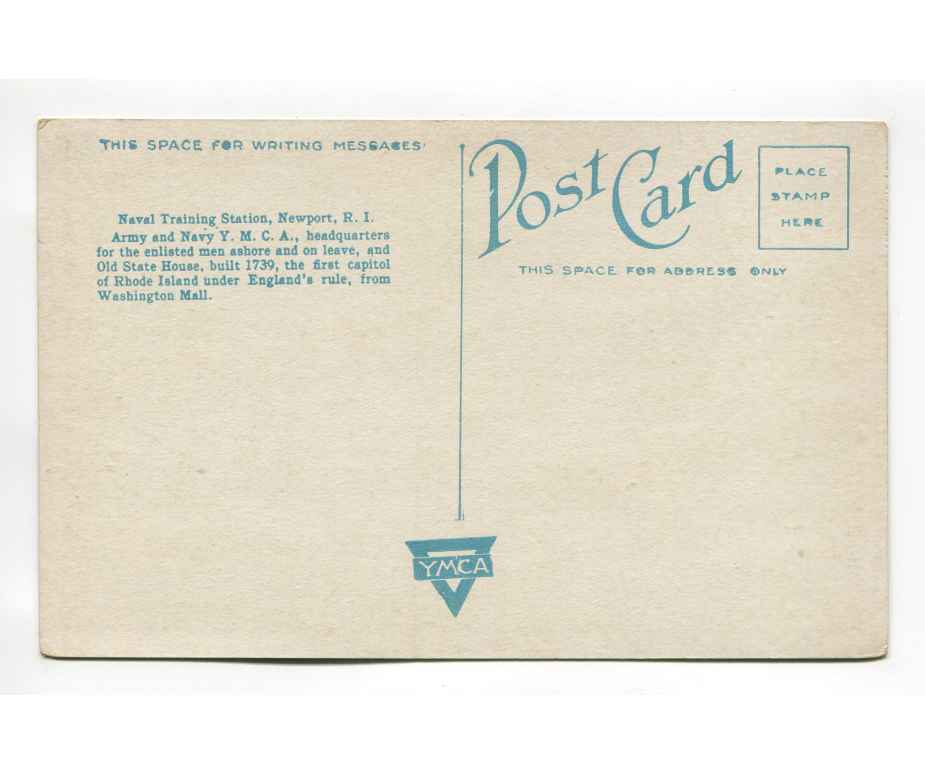 THIS SPACE FOR WRITING MESSAGES
Naval Training Station, Newport, R. I.
Army and Navy Y. M. C. A., headquarters
for the enlisted men ashore and on leave, and
Old State House, built 1739, the first capitol
of Rhode Island under England's rule, from
Washington Mall.
Post Card
PLACE
STAMP
HERE
THIS SPACE FOR ADDRESS ONLY
YMCA